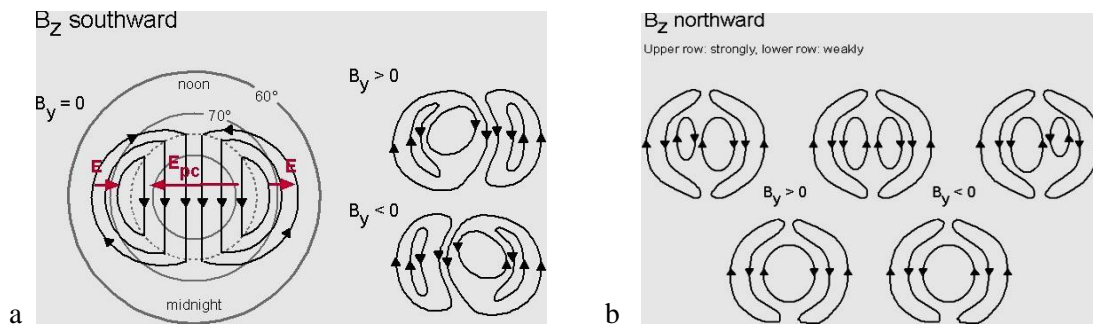 B_z southward
B_y = 0
noon
60°
70°
E
E_pc
E
midnight
B_y > 0
B_y < 0
a
B_z northward
Upper row: strongly, lower row: weakly
B_y > 0
B_y < 0
b